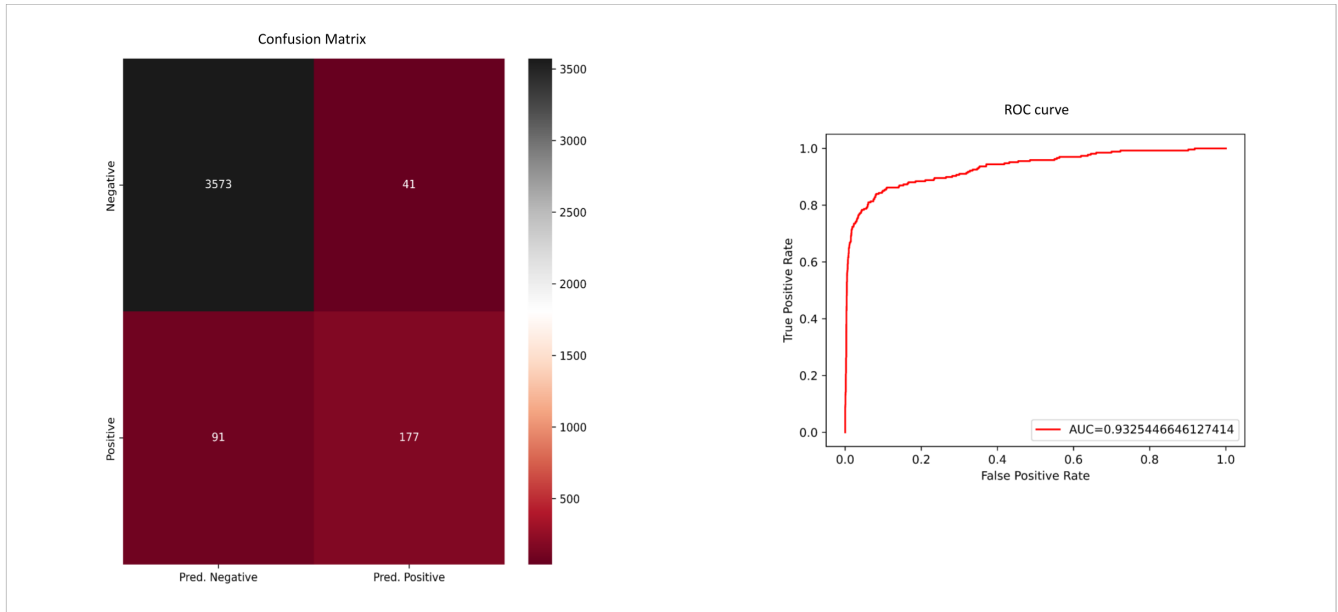 Confusion Matrix
3573
41
91
177
Negative
Positive
Pred. Negative
Pred. Positive
3500
3000
2500
2000
1500
1000
500
ROC curve
1.0
0.8
0.6
0.4
0.2
0.0
True Positive Rate
AUC=0.9325446646127414
0.0
0.2
0.4
0.6
0.8
1.0
False Positive Rate